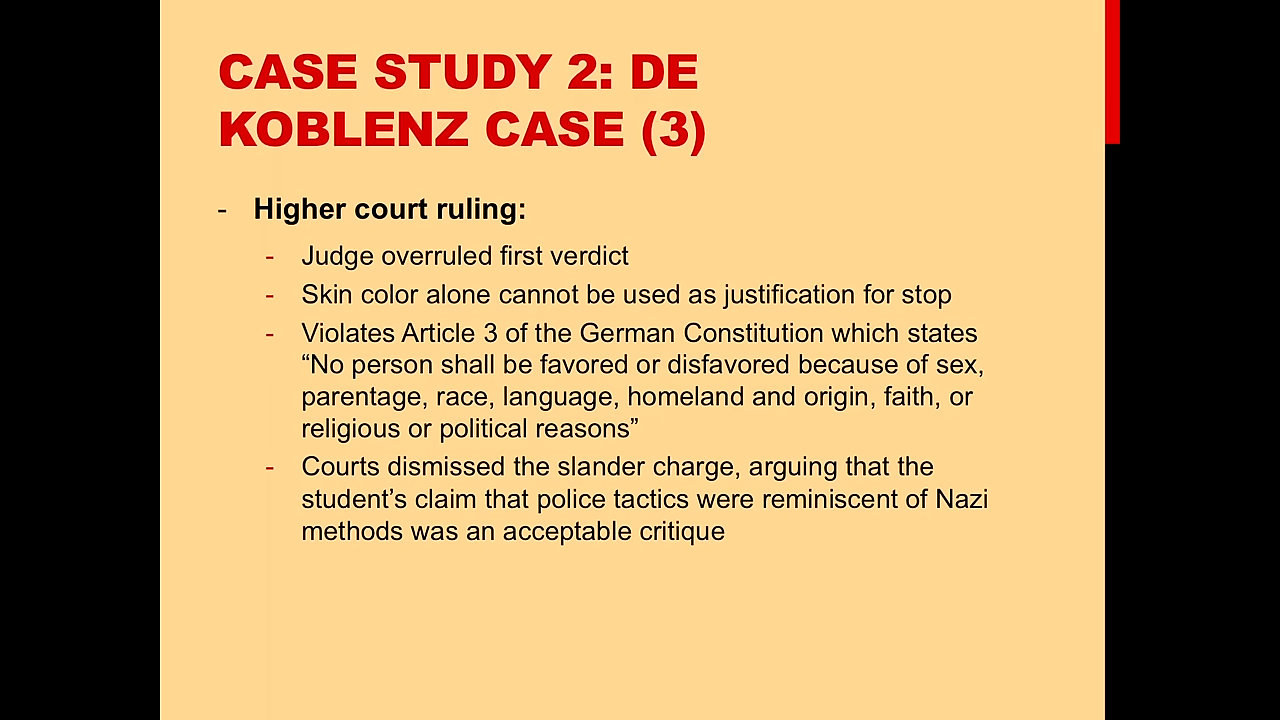 CASE STUDY 2: DE
KOBLENZ CASE (3)
- Higher court ruling:
- Judge overruled first verdict
- Skin color alone cannot be used as justification for stop
- Violates Article 3 of the German Constitution which states
“No person shall be favored or disfavored because of sex,
parentage, race, language, homeland and origin, faith, or
religious or political reasons”
- Courts dismissed the slander charge, arguing that the
student’s claim that police tactics were reminiscent of Nazi
methods was an acceptable critique